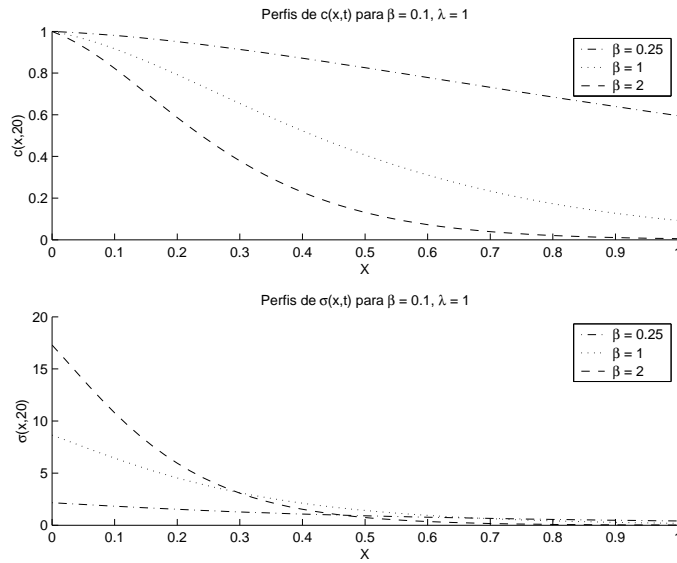 Perfis de c(x,t) para β = 0.1, λ = 1
1
0.8
0.6
0.4
0.2
0
c(x,20)
β = 0.25
β = 1
β = 2
0 0.1 0.2 0.3 0.4 0.5 0.6 0.7 0.8 0.9 1
X
Perfis de σ(x,t) para β = 0.1, λ = 1
20
15
10
5
0
σ(x,20)
β = 0.25
β = 1
β = 2
0 0.1 0.2 0.3 0.4 0.5 0.6 0.7 0.8 0.9 1
X